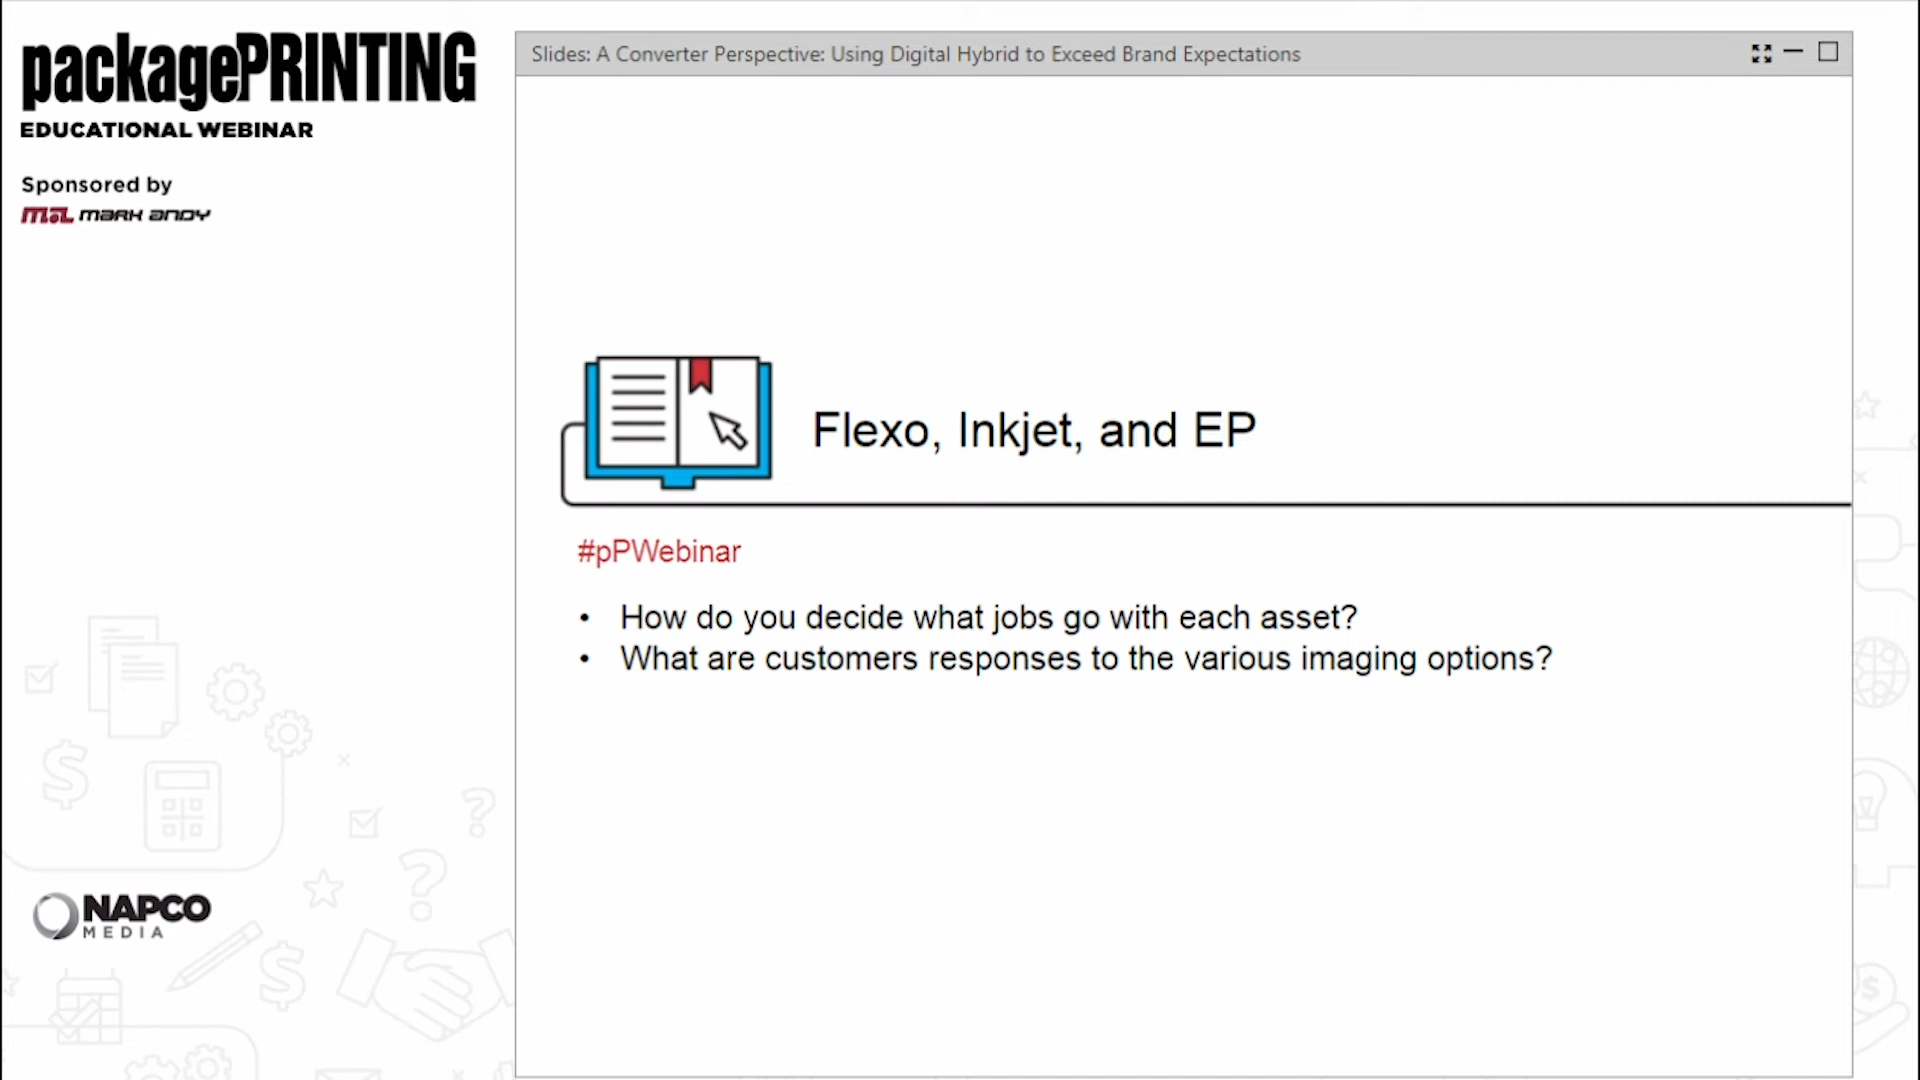 packagePRINTING
EDUCATIONAL WEBINAR
Sponsored by
mark andy
NAPCO
MEDIA
Slides: A Converter Perspective: Using Digital Hybrid to Exceed Brand Expectations
Flexo, Inkjet, and EP
#pPWebinar
• How do you decide what jobs go with each asset?
• What are customers responses to the various imaging options?